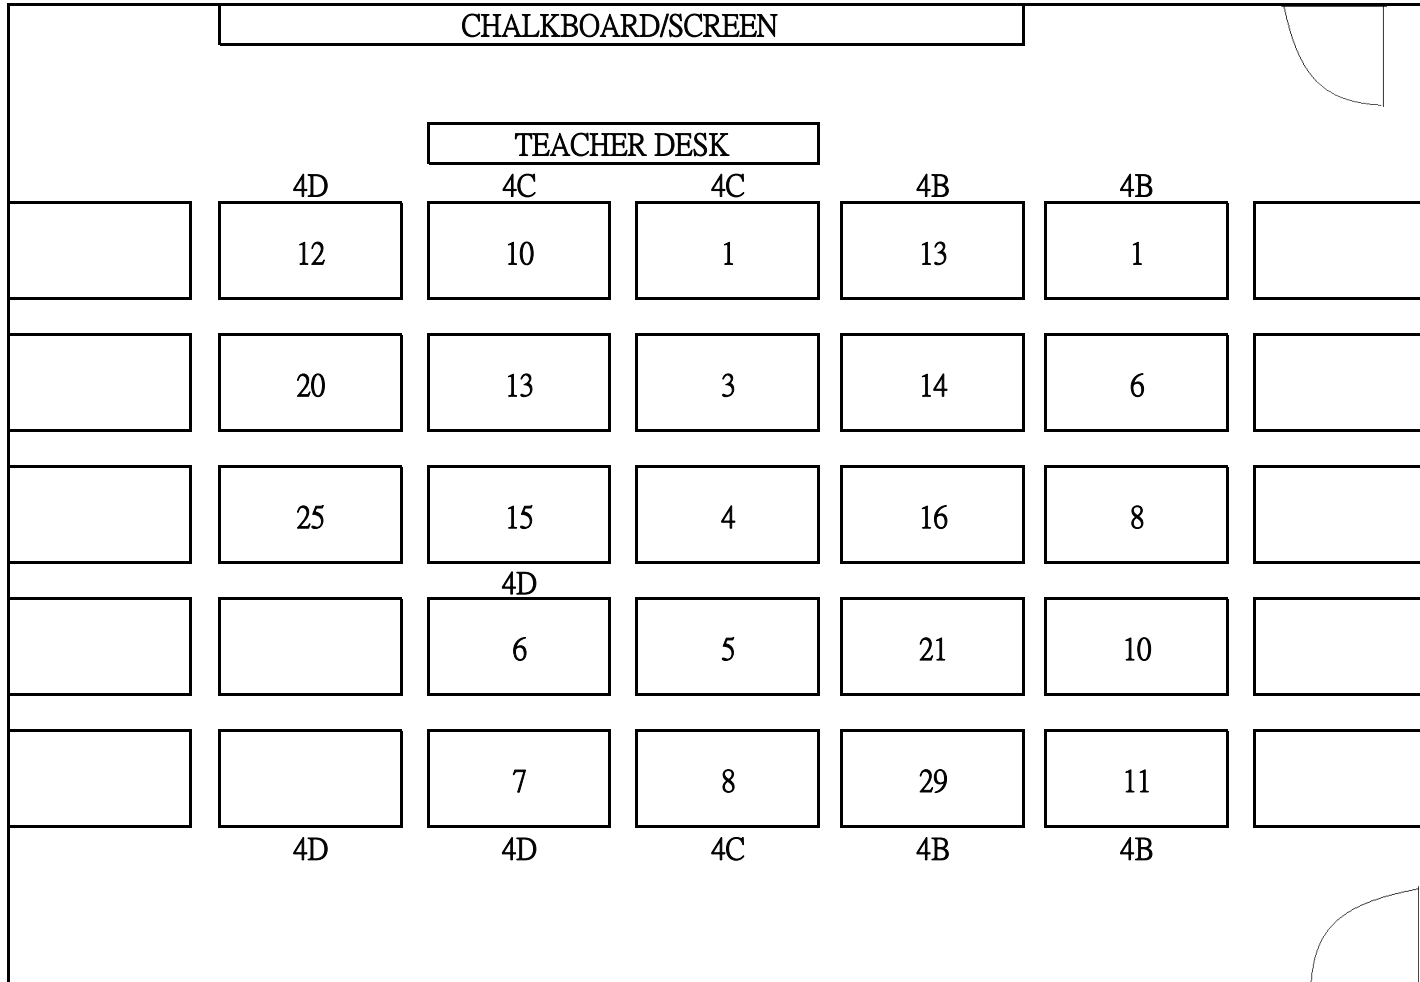 CHALKBOARD/SCREEN
TEACHER DESK
4D 4C 4C 4B 4B
12 10 1 13 1
20 13 3 14 6
25 15 4 16 8
4D
6 5 21 10
7 8 29 11
4D 4D 4C 4B 4B